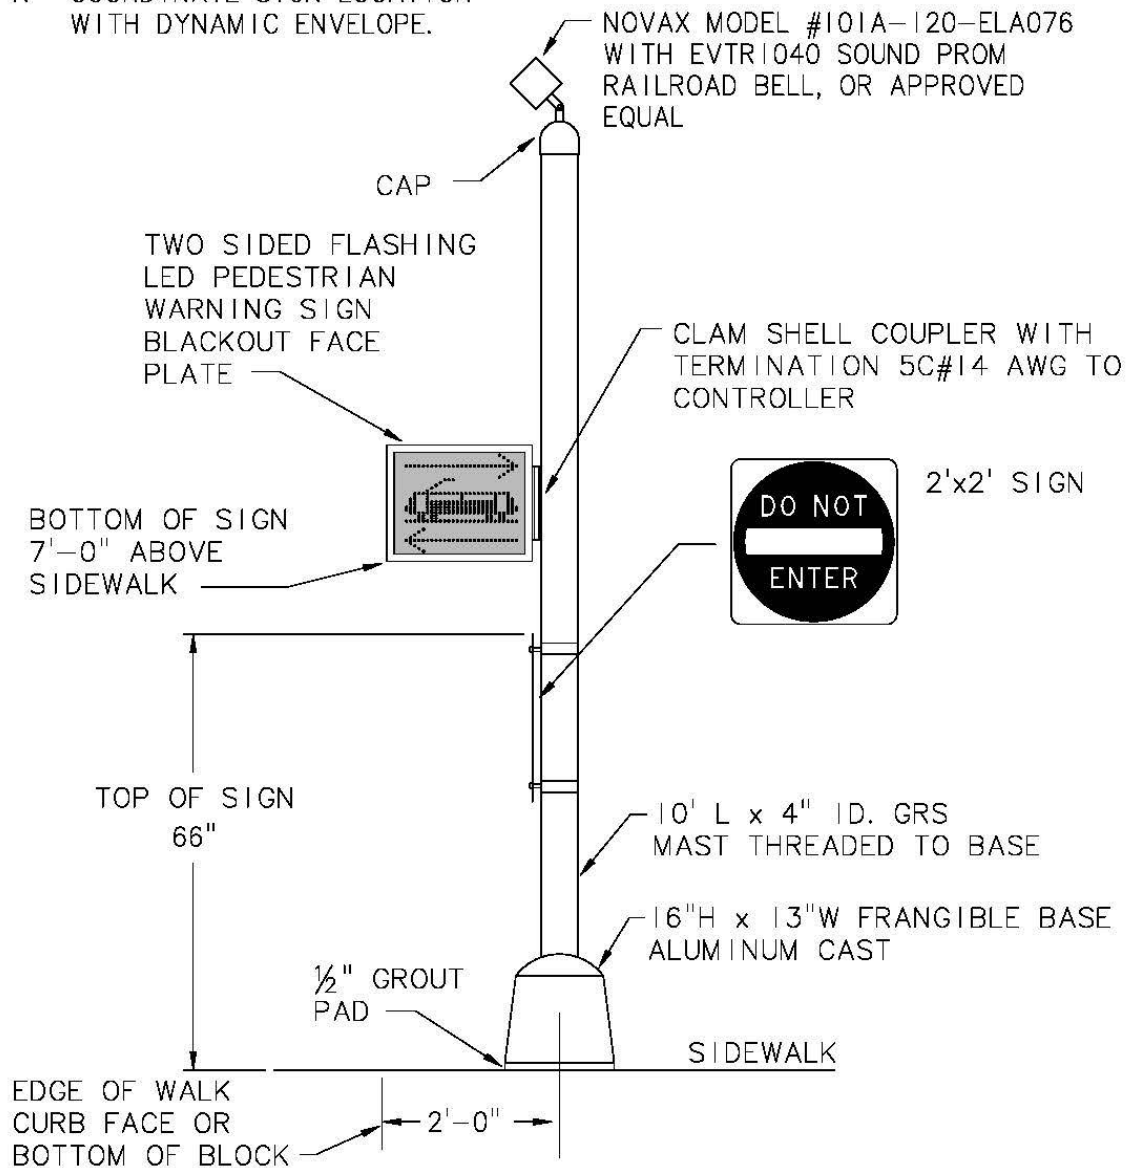 WITH DYNAMIC ENVELOPE.
NOVAX MODEL #101A-120-ELA076
WITH EVTR1040 SOUND PROM
RAILROAD BELL, OR APPROVED
EQUAL
CAP
TWO SIDED FLASHING
LED PEDESTRIAN
WARNING SIGN
BLACKOUT FACE
PLATE
CLAM SHELL COUPLER WITH
TERMINATION 5C#14 AWG TO
CONTROLLER
2'x2' SIGN
DO NOT
ENTER
BOTTOM OF SIGN
7'-0" ABOVE
SIDEWALK
TOP OF SIGN
66"
10' L x 4" ID. GRS
MAST THREADED TO BASE
16"H x 13"W FRANGIBLE BASE
ALUMINUM CAST
½" GROUT
PAD
SIDEWALK
EDGE OF WALK
CURB FACE OR
BOTTOM OF BLOCK
2'-0"